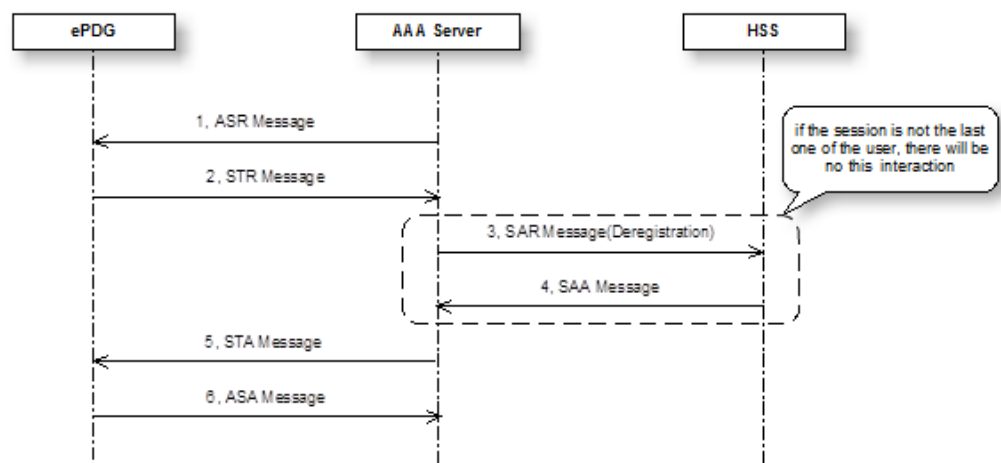 ePDG
AAA Server
HSS
1, ASR Message
if the session is not the last
one of the user, there will be
no this interaction
2, STR Message
3, SAR Message(Deregistration)
4, SAA Message
5, STA Message
6, ASA Message